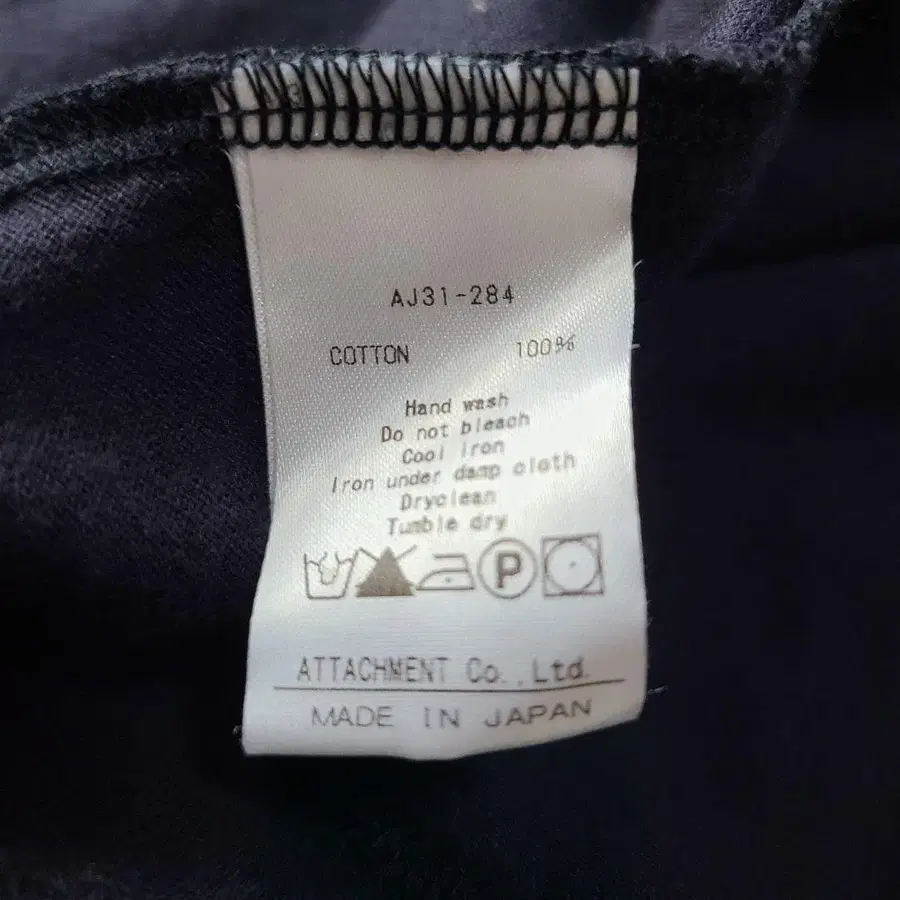 AJ31-284
COTTON 100%
Hand wash
Do not bleach
Cool iron
Iron under damp cloth
Dryclean
Tumble dry
P
ATTACHMENT Co.,Ltd.
MADE IN JAPAN